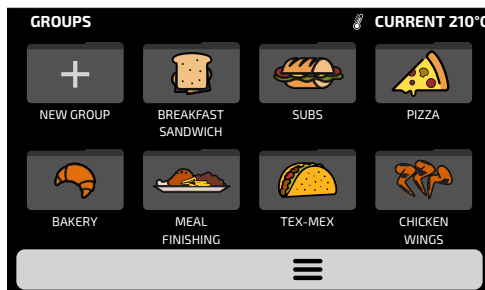 GROUPS
CURRENT 210°C
NEW GROUP
BREAKFAST
SANDWICH
SUBS
PIZZA
BAKERY
MEAL
FINISHING
TEX-MEX
CHICKEN
WINGS